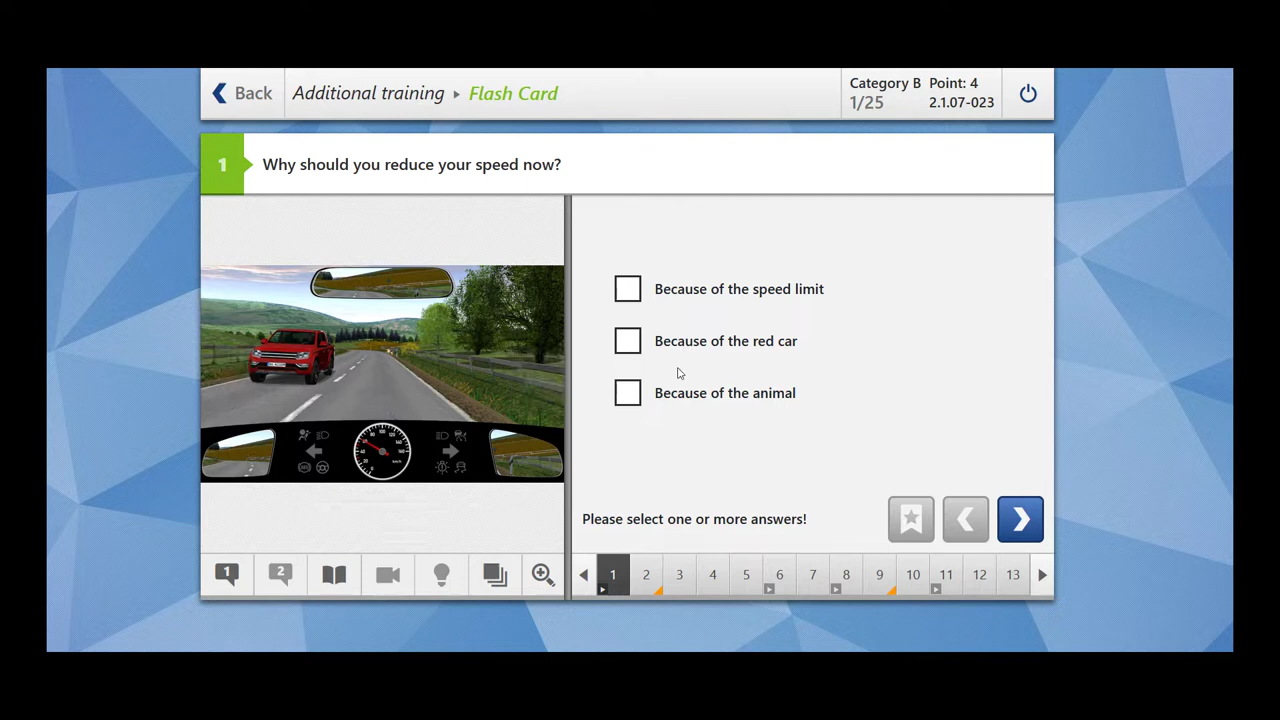 Back
Additional training ▸ Flash Card
Category B Point: 4
1/25 2.1.07-023
1 Why should you reduce your speed now?
Because of the speed limit
Because of the red car
Because of the animal
Please select one or more answers!
1 2
1 2 3 4 5 6 7 8 9 10 11 12 13